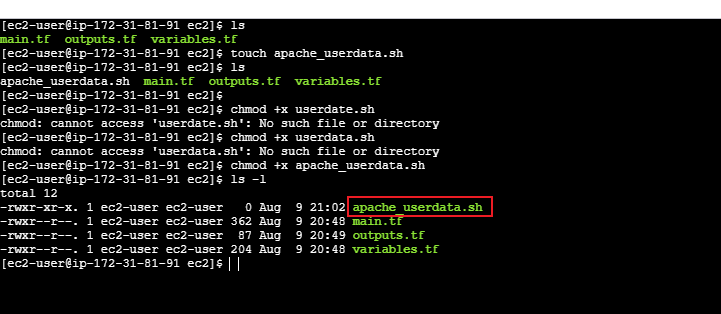 [ec2-user@ip-172-31-81-91 ec2]$ ls
main.tf outputs.tf variables.tf
[ec2-user@ip-172-31-81-91 ec2]$ touch apache_userdata.sh
[ec2-user@ip-172-31-81-91 ec2]$ ls
apache_userdata.sh main.tf outputs.tf variables.tf
[ec2-user@ip-172-31-81-91 ec2]$
[ec2-user@ip-172-31-81-91 ec2]$ chmod +x userdate.sh
chmod: cannot access 'userdate.sh': No such file or directory
[ec2-user@ip-172-31-81-91 ec2]$ chmod +x userdata.sh
chmod: cannot access 'userdata.sh': No such file or directory
[ec2-user@ip-172-31-81-91 ec2]$ chmod +x apache_userdata.sh
[ec2-user@ip-172-31-81-91 ec2]$ ls -l
total 12
-rwxr-xr-x. 1 ec2-user ec2-user 0 Aug 9 21:02 apache_userdata.sh
-rwxr--r--. 1 ec2-user ec2-user 362 Aug 9 20:48 main.tf
-rwxr--r--. 1 ec2-user ec2-user 87 Aug 9 20:49 outputs.tf
-rwxr--r--. 1 ec2-user ec2-user 204 Aug 9 20:48 variables.tf
[ec2-user@ip-172-31-81-91 ec2]$